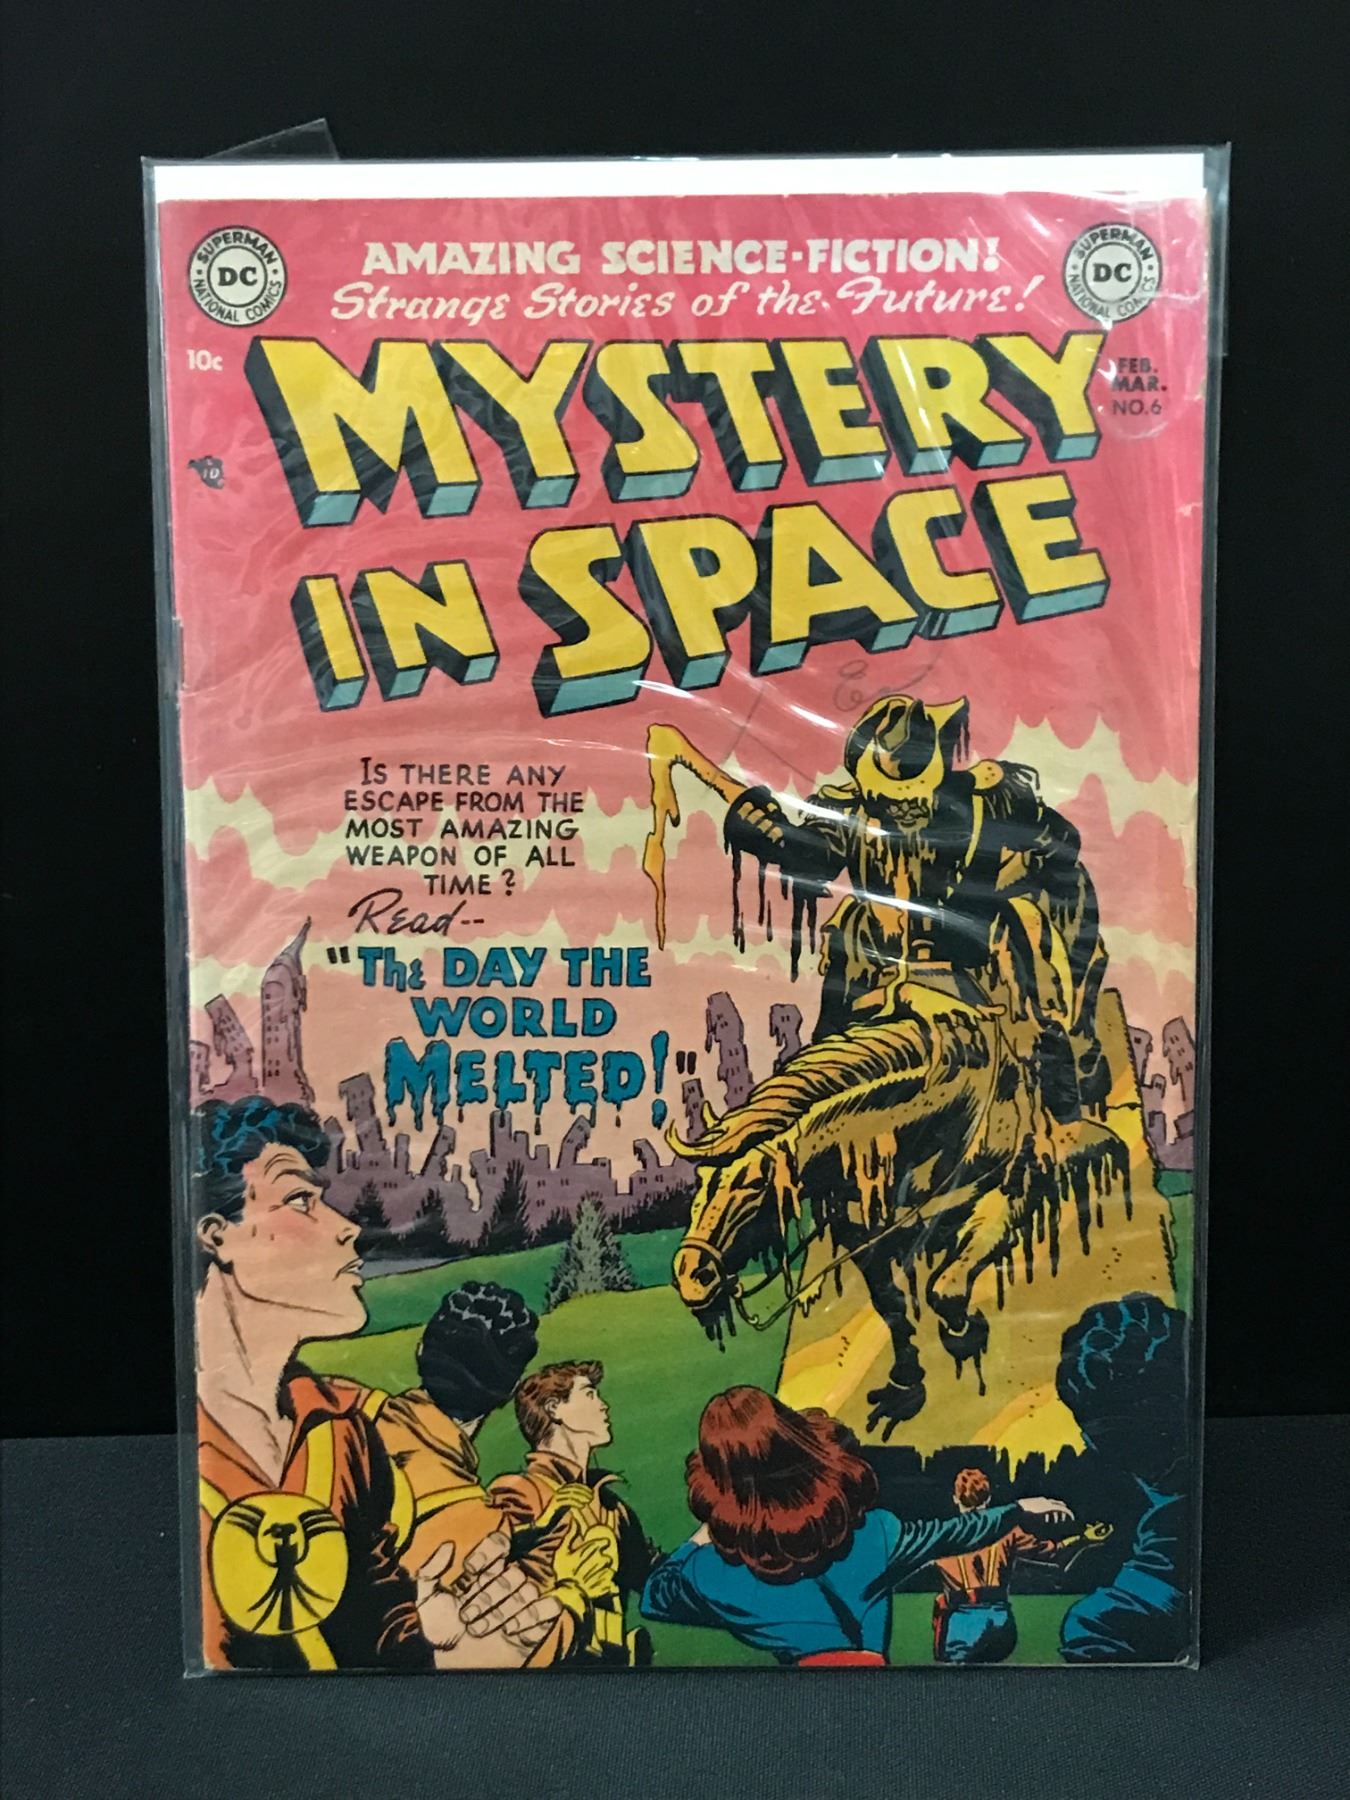 SUPERMAN
DC
NATIONAL COMICS
AMAZING SCIENCE-FICTION!
Strange Stories of the Future!
SUPERMAN
DC
NATIONAL COMICS
10c
MYSTERY
IN SPACE
FEB.
MAR.
NO.6
10
IS THERE ANY
ESCAPE FROM THE
MOST AMAZING
WEAPON OF ALL
TIME?
Read--
"The DAY THE
WORLD
MELTED!"